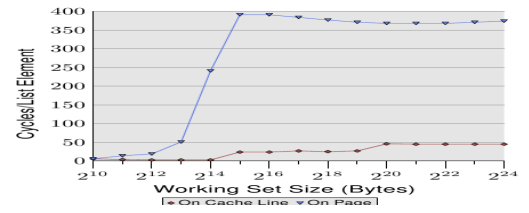 400
350
300
250
200
150
100
50
0
Cycles/List Element
2^10 2^12 2^14 2^16 2^18 2^20 2^22 2^24
Working Set Size (Bytes)
On Cache Line On Page